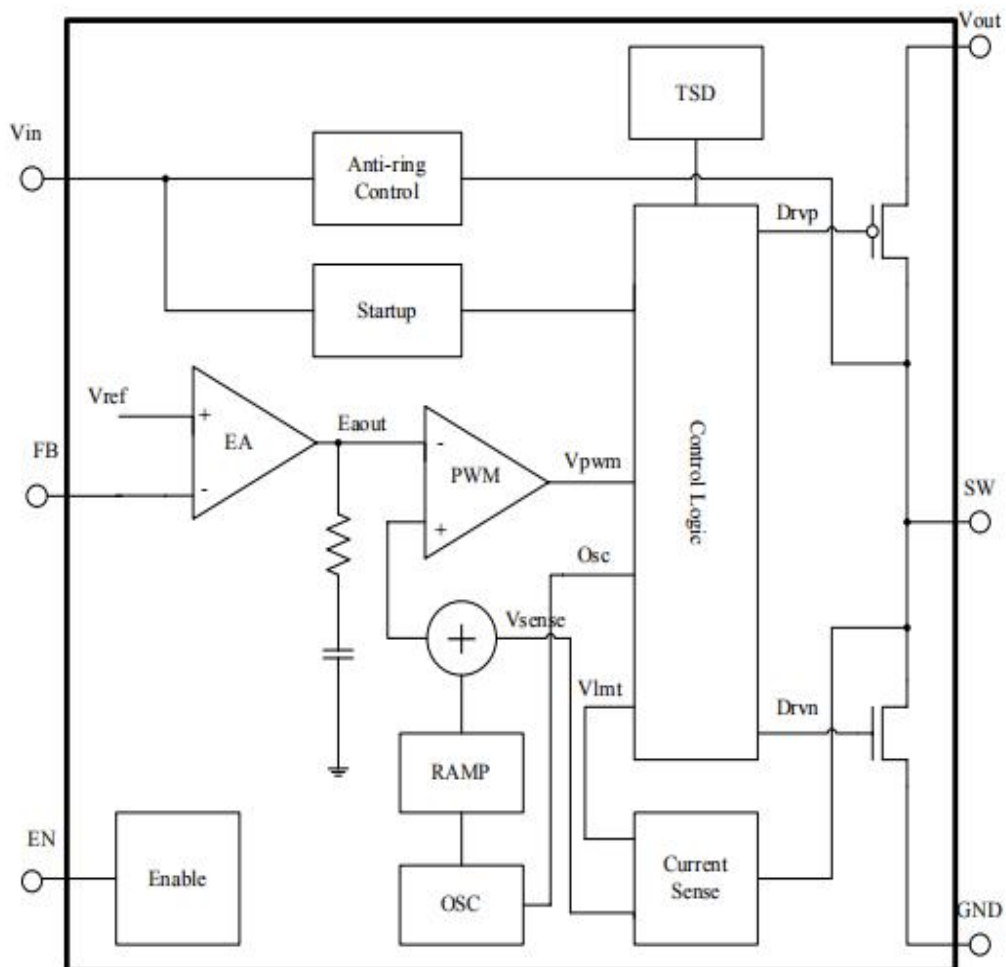 Vout
TSD
Vin
Anti-ring
Control
Drvp
Startup
Vref
+
EA
-
Eaout
FB
-
PWM
+
Vpwm
Control Logic
SW
Osc
+
Vsense
Vlmt
Drvn
RAMP
EN
Enable
OSC
Current
Sense
GND